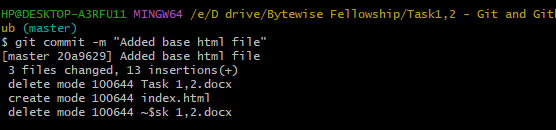 HP@DESKTOP-A3RFU11 MINGW64 /e/D drive/Bytewise Fellowship/Task1,2 - Git and Gith
ub (master)
$ git commit -m "Added base html file"
[master 20a9629] Added base html file
 3 files changed, 13 insertions(+)
 delete mode 100644 Task 1,2.docx
 create mode 100644 index.html
 delete mode 100644 ~$sk 1,2.docx